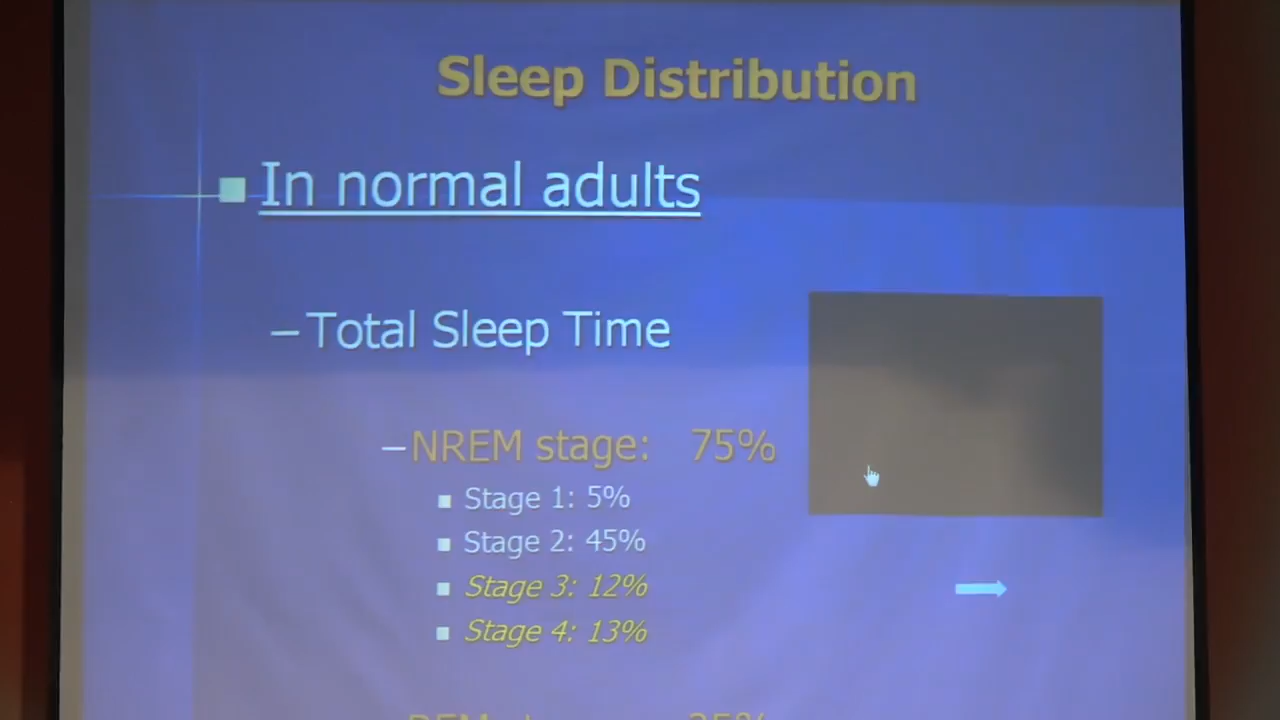 Sleep Distribution
In normal adults
–Total Sleep Time
–NREM stage: 75%
Stage 1: 5%
Stage 2: 45%
Stage 3: 12%
Stage 4: 13%